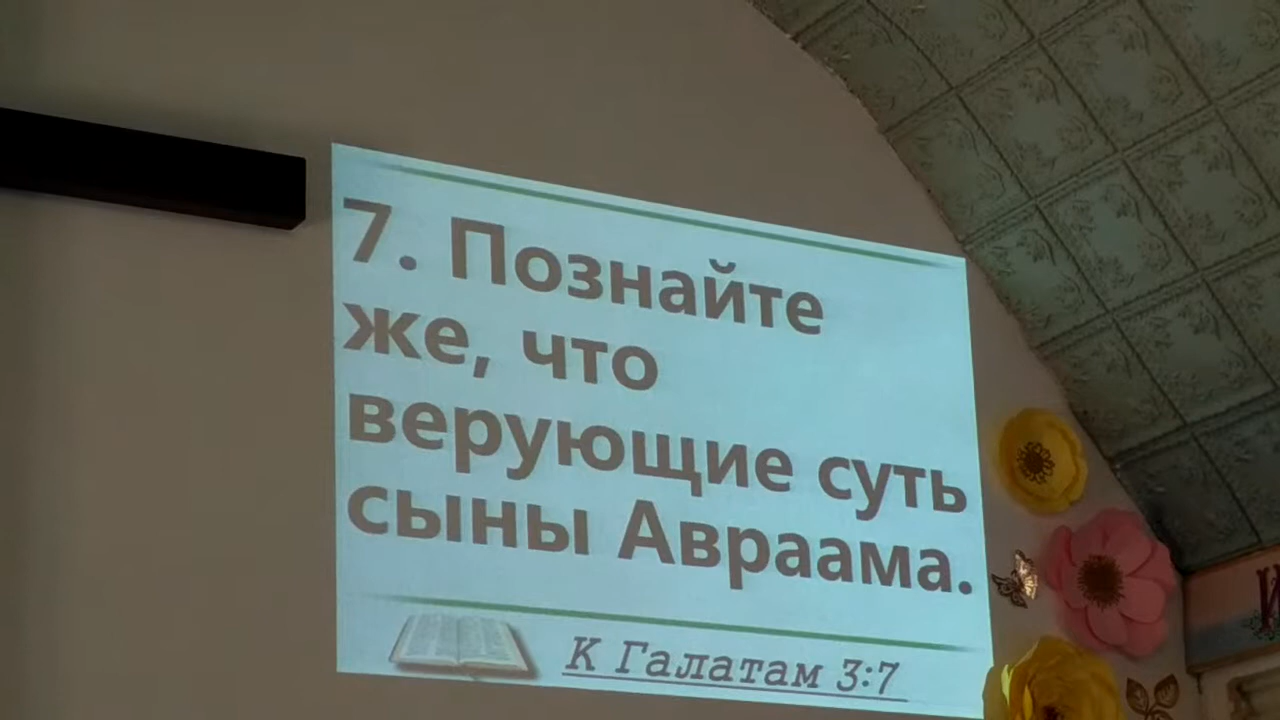 7. Познайте
же, что
верующие суть
сыны Авраама.
К Галатам 3:7